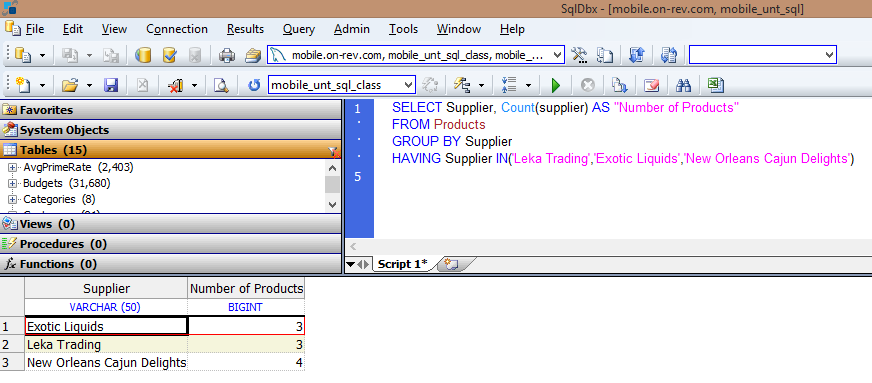 SqlDbx - [mobile.on-rev.com, mobile_unt_sql]
File Edit View Connection Results Query Admin Tools Window Help
mobile.on-rev.com, mobile_unt_sql_class, mobile_...
mobile_unt_sql_class
Favorites
System Objects
Tables (15)
AvgPrimeRate (2,403)
Budgets (31,680)
Categories (8)
Views (0)
Procedures (0)
Functions (0)
1 SELECT Supplier, Count(supplier) AS "Number of Products"
FROM Products
GROUP BY Supplier
HAVING Supplier IN('Leka Trading','Exotic Liquids','New Orleans Cajun Delights')
5
Script 1*
Supplier Number of Products
VARCHAR (50) BIGINT
1 Exotic Liquids 3
2 Leka Trading 3
3 New Orleans Cajun Delights 4